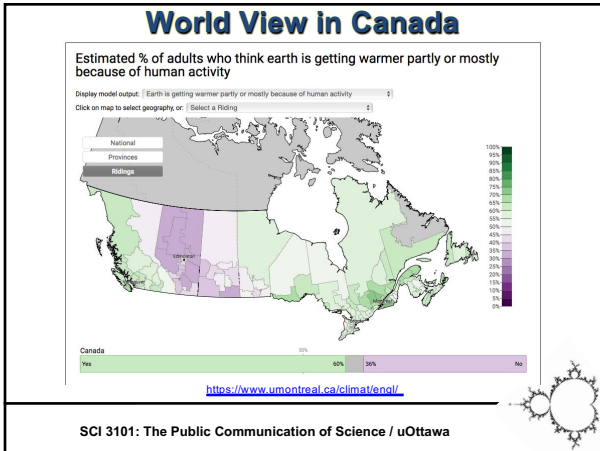 World View in Canada
Estimated % of adults who think earth is getting warmer partly or mostly
because of human activity
Display model output: Earth is getting warmer partly or mostly because of human activity
Click on map to select geography, or: Select a Riding
National
Provinces
Ridings
100%
95%
90%
85%
80%
75%
70%
65%
60%
55%
50%
45%
40%
35%
30%
25%
20%
15%
10%
5%
0%
Edmonton
Montréal
Canada
50%
Yes 60% 36% No
https://www.umontreal.ca/climat/engl/
SCI 3101: The Public Communication of Science / uOttawa